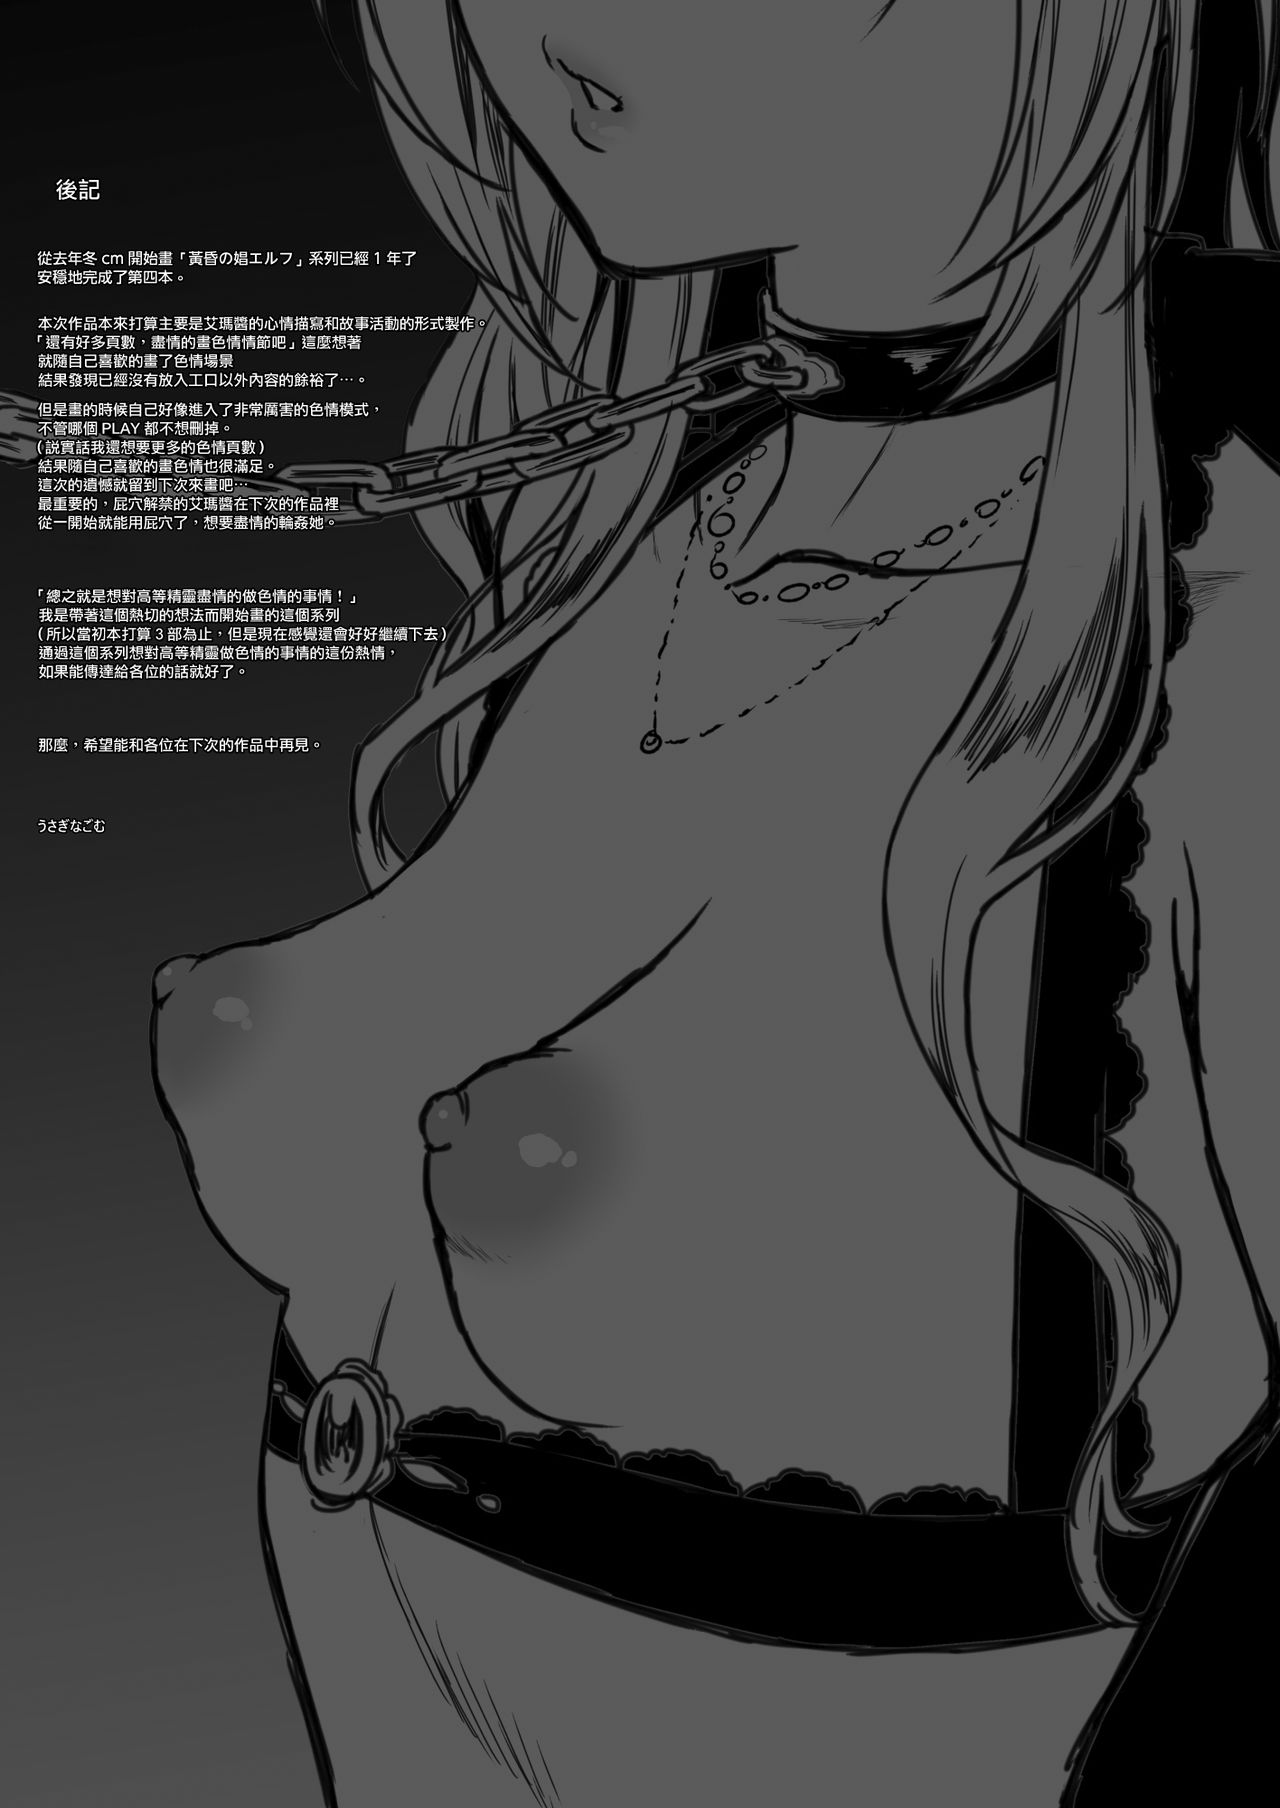 後記
從去年冬 cm 開始畫「黃昏の娼エルフ」系列已經 1 年了
安穩地完成了第四本。
本次作品本來打算主要是艾瑪醬的心情描寫和故事活動的形式製作。
「還有好多頁數，盡情的畫色情情節吧」這麼想著
就隨自己喜歡的畫了色情場景
結果發現已經沒有放入工口以外內容的餘裕了…。
但是畫的時候自己好像進入了非常厲害的色情模式，
不管哪個 PLAY 都不想刪掉。
（説實話我還想要更多的色情頁數）
結果隨自己喜歡的畫色情也很滿足。
這次的遺憾就留到下次來畫吧…
最重要的，屁穴解禁的艾瑪醬在下次的作品裡
從一開始就能用屁穴了，想要盡情的輪姦她。
「總之就是想對高等精靈盡情的做色情的事情！」
我是帶著這個熱切的想法而開始畫的這個系列
（所以當初本打算 3 部為止，但是現在感覺還會好好繼續下去）
通過這個系列想對高等精靈做色情的事情的這份熱情，
如果能傳達給各位的話就好了。
那麼，希望能和各位在下次的作品中再見。
うさぎなごむ